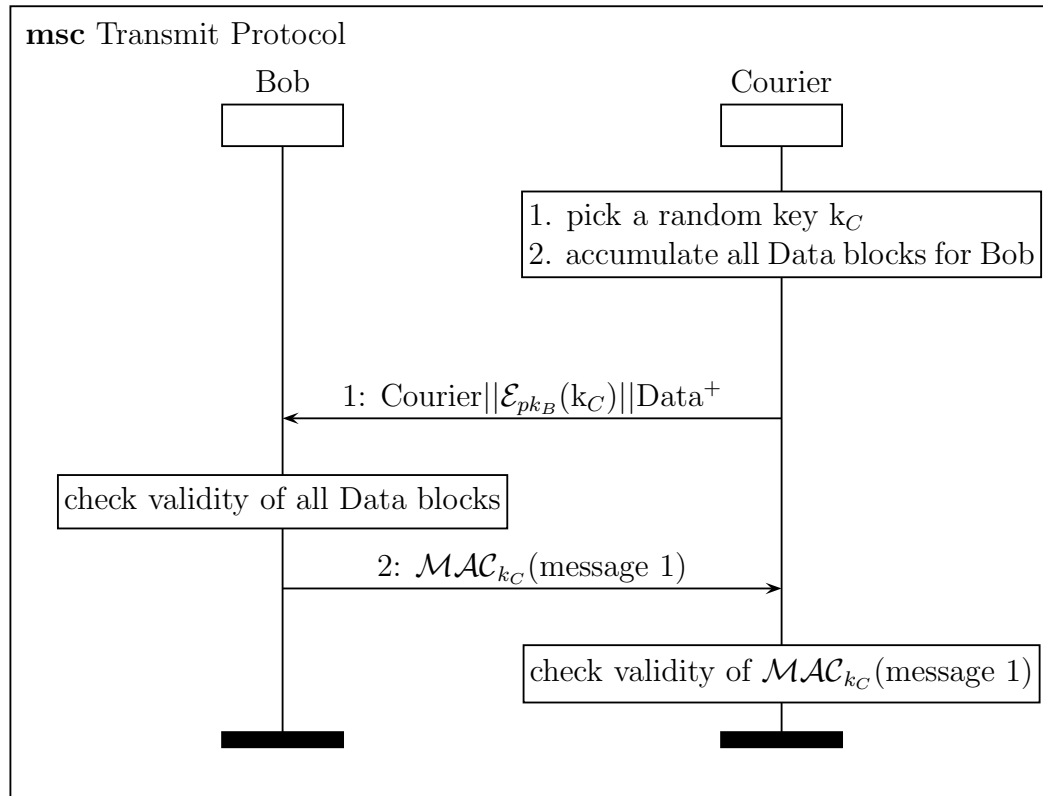 msc Transmit Protocol
Bob
Courier
1. pick a random key k_C
2. accumulate all Data blocks for Bob
1: Courier||ℰ_{pk_B}(k_C)||Data^+
check validity of all Data blocks
2: ℳ𝒜𝒞_{k_C}(message 1)
check validity of ℳ𝒜𝒞_{k_C}(message 1)